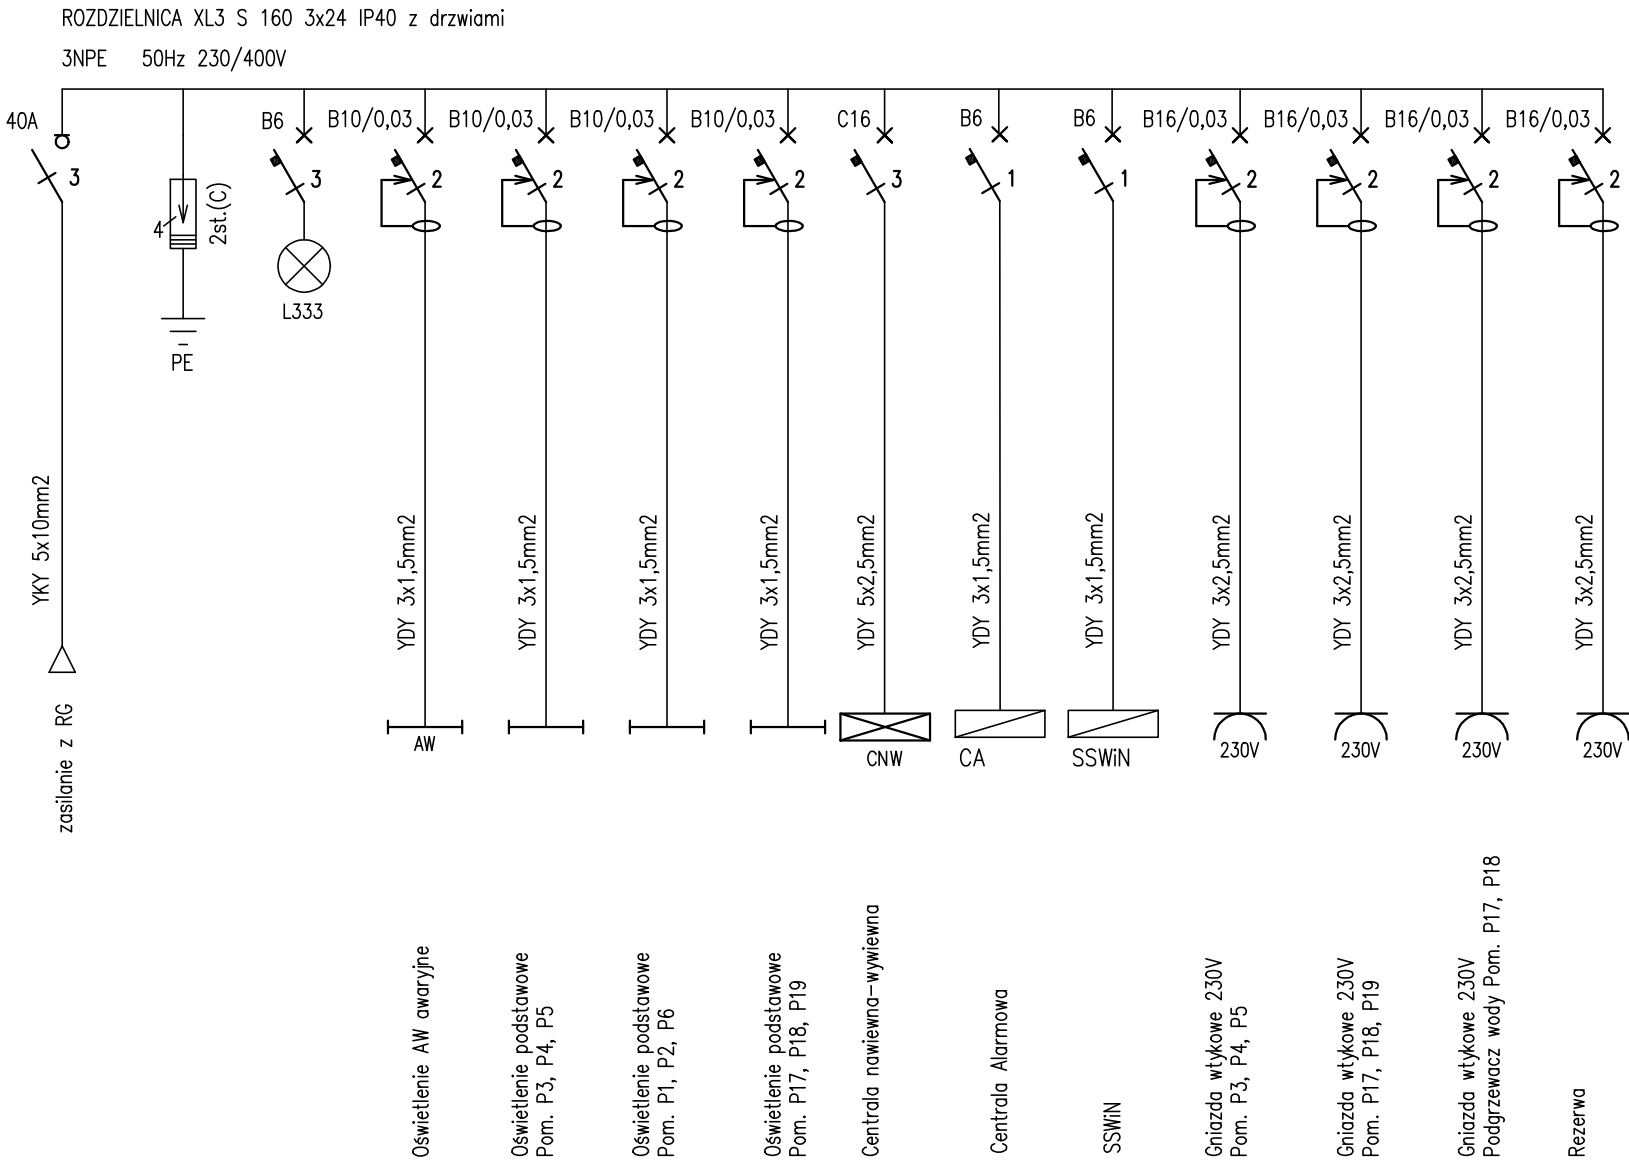 ROZDZIELNICA XL3 S 160 3x24 IP40 z drzwiami
3NPE 50Hz 230/400V
40A
B6
B10/0,03
B10/0,03
B10/0,03
B10/0,03
C16
B6
B6
B16/0,03
B16/0,03
B16/0,03
B16/0,03
3
4
2st.(C)
3
2
2
2
2
3
1
1
2
2
2
2
L333
PE
YKY 5x10mm2
YDY 3x1,5mm2
YDY 3x1,5mm2
YDY 3x1,5mm2
YDY 3x1,5mm2
YDY 5x2,5mm2
YDY 3x1,5mm2
YDY 3x1,5mm2
YDY 3x2,5mm2
YDY 3x2,5mm2
YDY 3x2,5mm2
YDY 3x2,5mm2
zasilanie z RG
AW
CNW
CA
SSWiN
230V
230V
230V
230V
Oświetlenie AW awaryjne
Oświetlenie podstawowe
Pom. P3, P4, P5
Oświetlenie podstawowe
Pom. P1, P2, P6
Oświetlenie podstawowe
Pom. P17, P18, P19
Centrala nawiewna-wywiewna
Centrala Alarmowa
SSWiN
Gniazda wtykowe 230V
Pom. P3, P4, P5
Gniazda wtykowe 230V
Pom. P17, P18, P19
Gniazda wtykowe 230V
Podgrzewacz wody Pom. P17, P18
Rezerwa